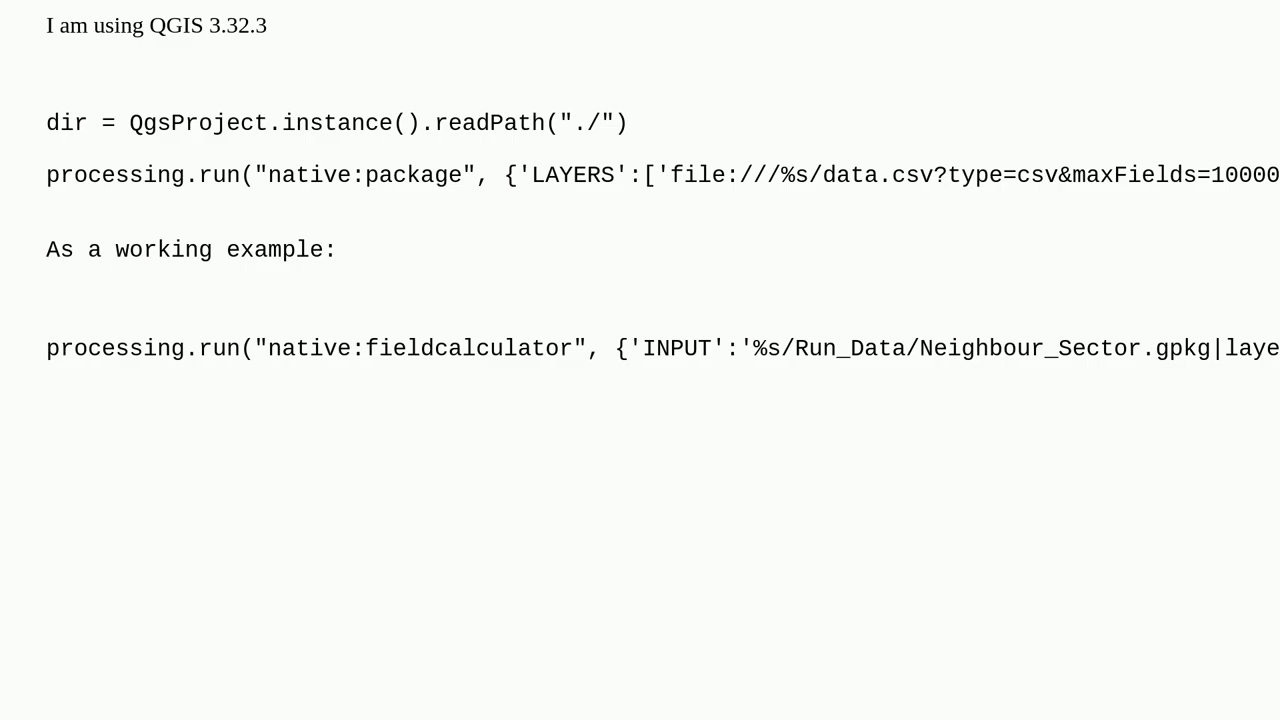 I am using QGIS 3.32.3
dir = QgsProject.instance().readPath("./")
processing.run("native:package", {'LAYERS':['file:///%s/data.csv?type=csv&maxFields=10000
As a working example:
processing.run("native:fieldcalculator", {'INPUT':'%s/Run_Data/Neighbour_Sector.gpkg|laye